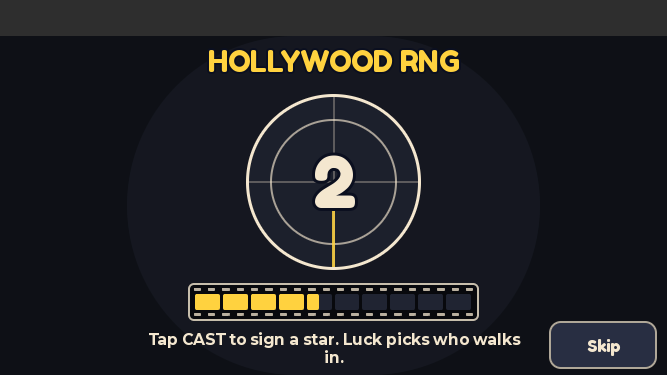 HOLLYWOOD RNG
2
Tap CAST to sign a star. Luck picks who walks
in.
Skip